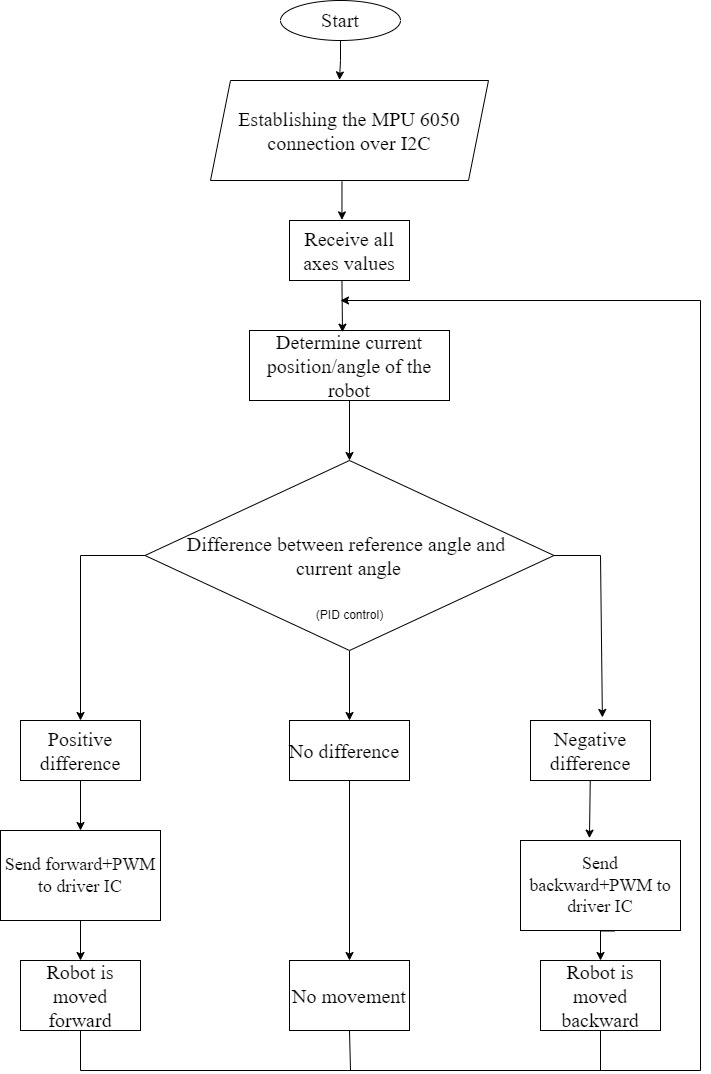 Start
Establishing the MPU 6050
connection over I2C
Receive all
axes values
Determine current
position/angle of the
robot
Difference between reference angle and
current angle
(PID control)
Positive
difference
No difference
Negative
difference
Send forward+PWM
to driver IC
Send
backward+PWM to
driver IC
Robot is
moved
forward
No movement
Robot is
moved
backward